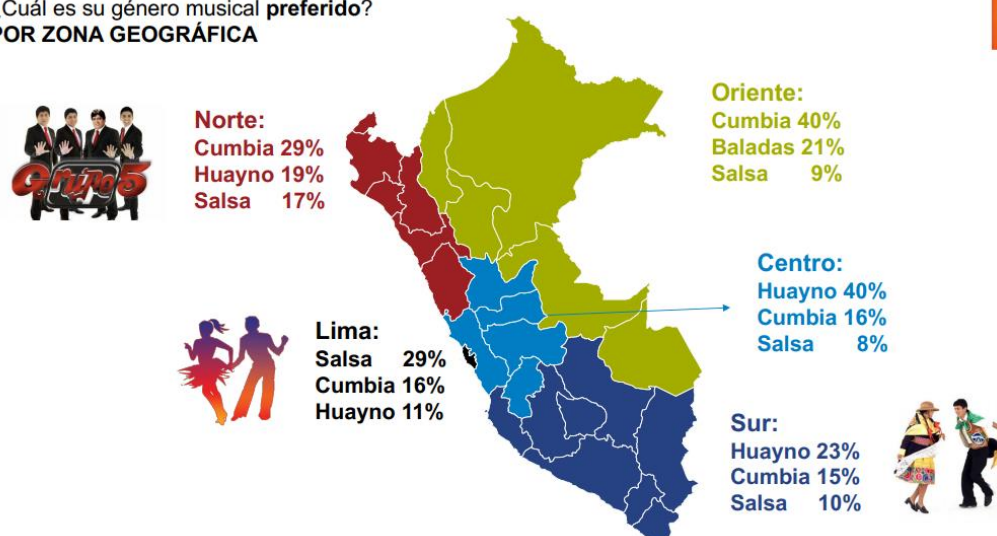 ¿Cuál es su género musical preferido?
POR ZONA GEOGRÁFICA
Grupo5
Norte:
Cumbia 29%
Huayno 19%
Salsa 17%
Oriente:
Cumbia 40%
Baladas 21%
Salsa 9%
Centro:
Huayno 40%
Cumbia 16%
Salsa 8%
Lima:
Salsa 29%
Cumbia 16%
Huayno 11%
Sur:
Huayno 23%
Cumbia 15%
Salsa 10%